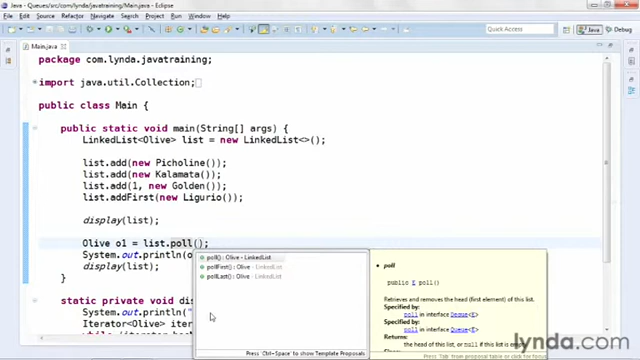 Java - Queues/src/com/lynda/javatraining/Main.java - Eclipse
File Edit Source Refactor Navigate Search Project Run Window Help
Quick Access
Java Debug
Main.java
package com.lynda.javatraining;
import java.util.Collection;
public class Main {
public static void main(String[] args) {
LinkedList<Olive> list = new LinkedList<>();
list.add(new Picholine());
list.add(new Kalamata());
list.add(1, new Golden());
list.addFirst(new Ligurio());
display(list);
Olive o1 = list.poll();
System.out.println(o
display(list);
}
static private void dis
System.out.println("
Iterator<Olive> iter
poll() : Olive - LinkedList
pollFirst() : Olive - LinkedList
pollLast() : Olive - LinkedList
Press 'Ctrl+Space' to show Template Proposals
poll
public E poll()
Retrieves and removes the head (first element) of this list.
Specified by:
poll in interface Deque<E>
Specified by:
poll in interface Queue<E>
Returns:
the head of this list, or null if this list is empty
lynda.com